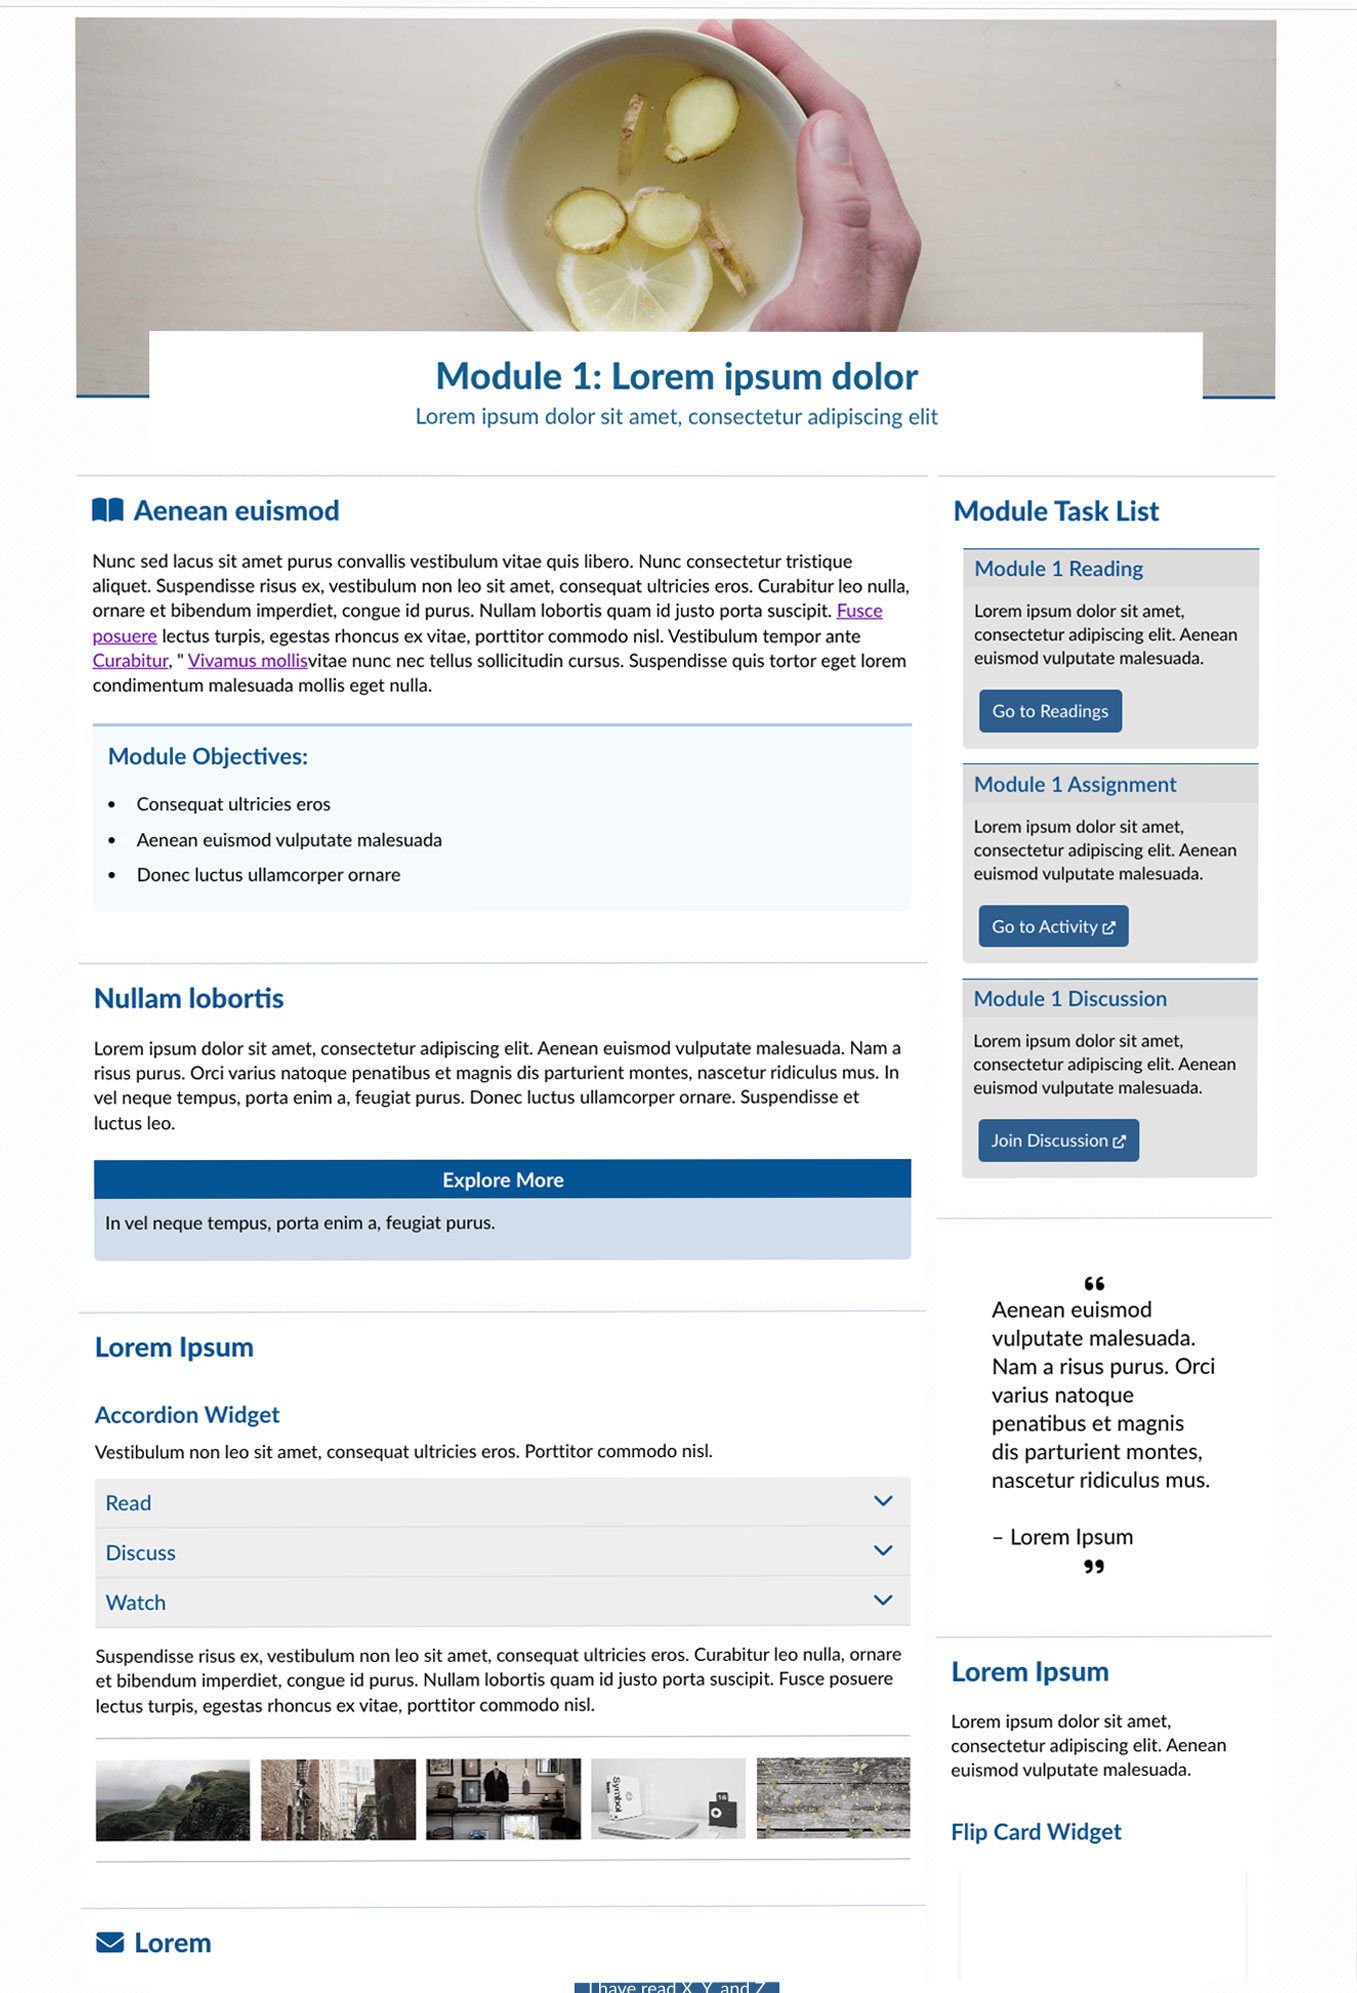 Module 1: Lorem ipsum dolor
Lorem ipsum dolor sit amet, consectetur adipiscing elit
Aenean euismod
Nunc sed lacus sit amet purus convallis vestibulum vitae quis libero. Nunc consectetur tristique
aliquet. Suspendisse risus ex, vestibulum non leo sit amet, consequat ultricies eros. Curabitur leo nulla,
ornare et bibendum imperdiet, congue id purus. Nullam lobortis quam id justo porta suscipit. Fusce
posuere lectus turpis, egestas rhoncus ex vitae, porttitor commodo nisl. Vestibulum tempor ante
Curabitur, " Vivamus mollisvitae nunc nec tellus sollicitudin cursus. Suspendisse quis tortor eget lorem
condimentum malesuada mollis eget nulla.
Module Objectives:
• Consequat ultricies eros
• Aenean euismod vulputate malesuada
• Donec luctus ullamcorper ornare
Nullam lobortis
Lorem ipsum dolor sit amet, consectetur adipiscing elit. Aenean euismod vulputate malesuada. Nam a
risus purus. Orci varius natoque penatibus et magnis dis parturient montes, nascetur ridiculus mus. In
vel neque tempus, porta enim a, feugiat purus. Donec luctus ullamcorper ornare. Suspendisse et
luctus leo.
Explore More
In vel neque tempus, porta enim a, feugiat purus.
Lorem Ipsum
Accordion Widget
Vestibulum non leo sit amet, consequat ultricies eros. Porttitor commodo nisl.
Read
Discuss
Watch
Suspendisse risus ex, vestibulum non leo sit amet, consequat ultricies eros. Curabitur leo nulla, ornare
et bibendum imperdiet, congue id purus. Nullam lobortis quam id justo porta suscipit. Fusce posuere
lectus turpis, egestas rhoncus ex vitae, porttitor commodo nisl.
Symbol
18
Lorem
I have read X, Y, and Z
Module Task List
Module 1 Reading
Lorem ipsum dolor sit amet,
consectetur adipiscing elit. Aenean
euismod vulputate malesuada.
Go to Readings
Module 1 Assignment
Lorem ipsum dolor sit amet,
consectetur adipiscing elit. Aenean
euismod vulputate malesuada.
Go to Activity
Module 1 Discussion
Lorem ipsum dolor sit amet,
consectetur adipiscing elit. Aenean
euismod vulputate malesuada.
Join Discussion
❝
Aenean euismod
vulputate malesuada.
Nam a risus purus. Orci
varius natoque
penatibus et magnis
dis parturient montes,
nascetur ridiculus mus.
– Lorem Ipsum
❞
Lorem Ipsum
Lorem ipsum dolor sit amet,
consectetur adipiscing elit. Aenean
euismod vulputate malesuada.
Flip Card Widget